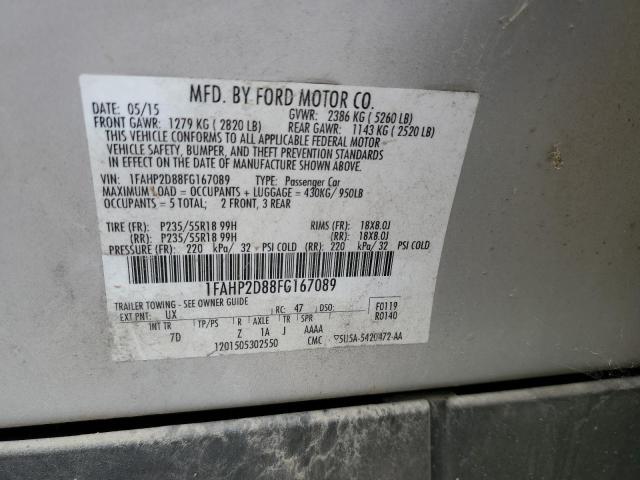 MFD. BY FORD MOTOR CO.
DATE: 05/15 GVWR: 2386 KG ( 5260 LB)
FRONT GAWR: 1279 KG ( 2820 LB) REAR GAWR: 1143 KG ( 2520 LB)
THIS VEHICLE CONFORMS TO ALL APPLICABLE FEDERAL MOTOR
VEHICLE SAFETY, BUMPER, AND THEFT PREVENTION STANDARDS
IN EFFECT ON THE DATE OF MANUFACTURE SHOWN ABOVE.
VIN: 1FAHP2D88FG167089 TYPE: Passenger Car
MAXIMUM LOAD = OCCUPANTS + LUGGAGE = 430KG/ 950LB
OCCUPANTS = 5 TOTAL; 2 FRONT, 3 REAR
TIRE (FR): P235/55R18 99H RIMS (FR): 18X8.0J
(RR): P235/55R18 99H (RR): 18X8.0J
PRESSURE (FR): 220 kPa/ 32 PSI COLD (RR): 220 kPa/ 32 PSI COLD
1FAHP2D88FG167089
TRAILER TOWING - SEE OWNER GUIDE
EXT PNT: UX RC: 47 DSO: F0119
R0140
INT TR TP/PS R AXLE TR SPR
7D Z 1A J AAAA
1201505302550 CMC ▽5U5A-5420472-AA